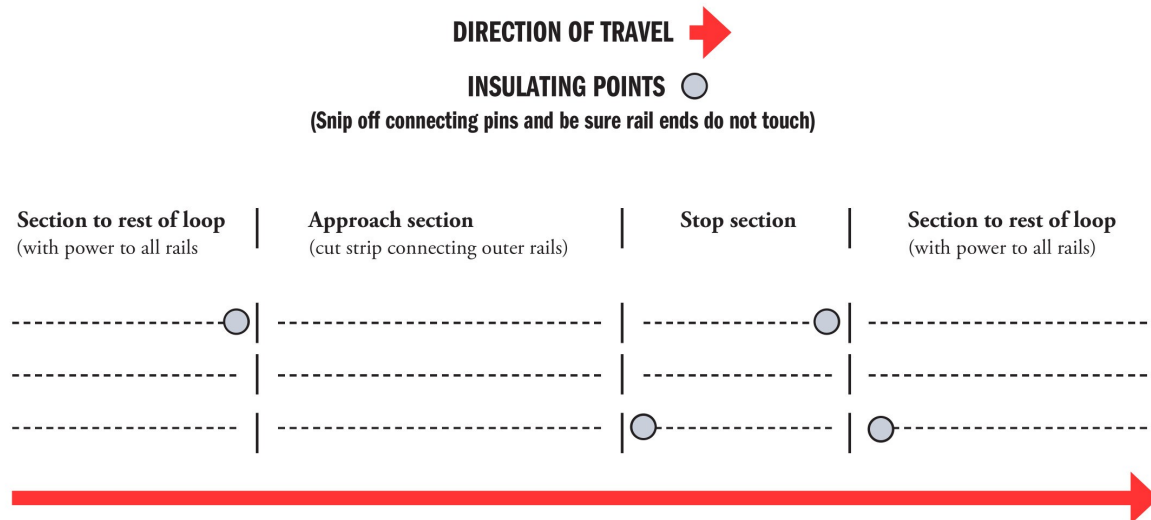 DIRECTION OF TRAVEL
INSULATING POINTS
(Snip off connecting pins and be sure rail ends do not touch)
Section to rest of loop
(with power to all rails
Approach section
(cut strip connecting outer rails)
Stop section
Section to rest of loop
(with power to all rails)